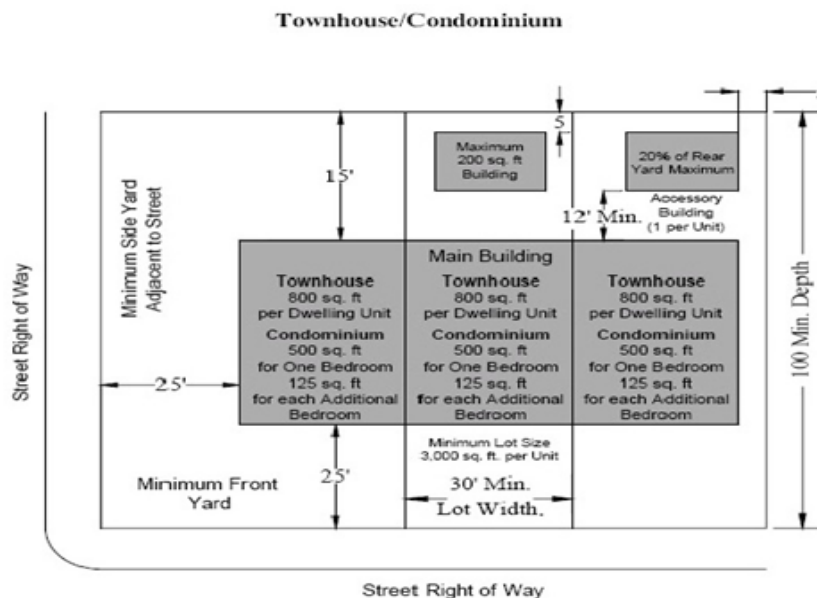 Townhouse/Condominium
5
Maximum
200 sq. ft
Building
20% of Rear
Yard Maximum
15'
12' Min.
Accessory
Building
(1 per Unit)
Minimum Side Yard
Adjacent to Street
Main Building
Townhouse
800 sq. ft
per Dwelling Unit
Condominium
500 sq. ft
for One Bedroom
125 sq. ft
for each Additional
Bedroom
Townhouse
800 sq. ft
per Dwelling Unit
Condominium
500 sq. ft
for One Bedroom
125 sq. ft
for each Additional
Bedroom
Townhouse
800 sq. ft
per Dwelling Unit
Condominium
500 sq. ft
for One Bedroom
125 sq. ft
for each Additional
Bedroom
100 Min. Depth
Street Right of Way
25'
25'
Minimum Lot Size
3,000 sq. ft. per Unit
Minimum Front
Yard
30' Min.
Lot Width.
Street Right of Way